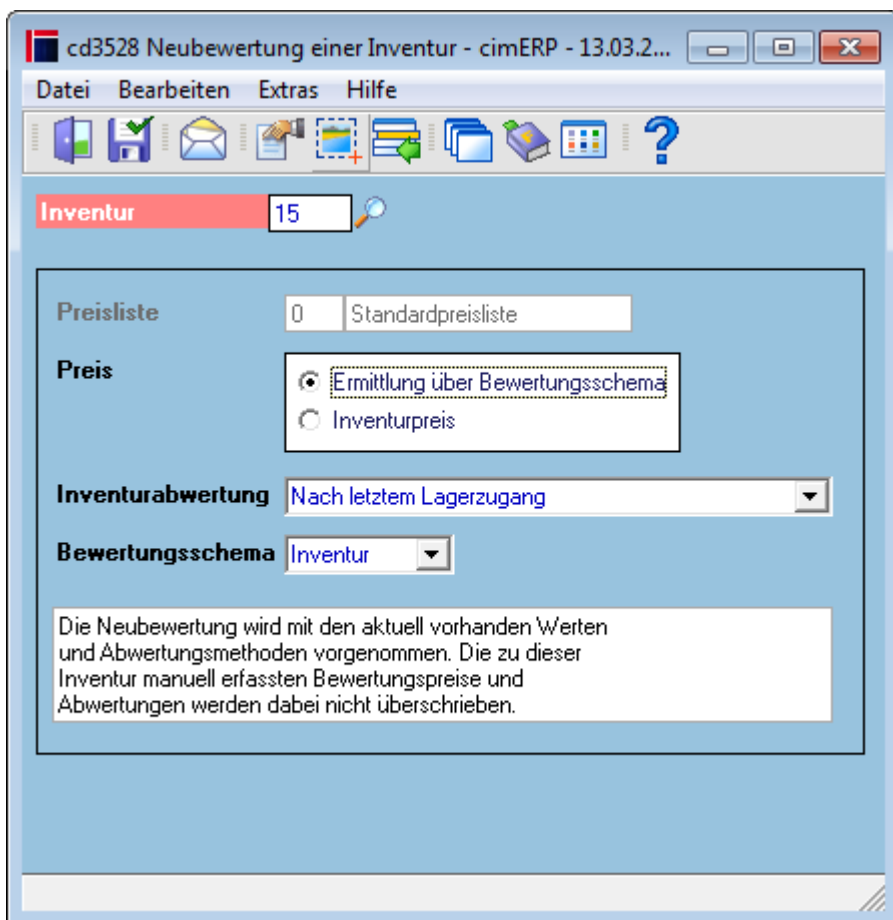 cd3528 Neubewertung einer Inventur - cimERP - 13.03.2...
Datei Bearbeiten Extras Hilfe
Inventur 15
Preisliste 0 Standardpreisliste
Preis
Ermittlung über Bewertungsschema
Inventurpreis
Inventurabwertung Nach letztem Lagerzugang
Bewertungsschema Inventur
Die Neubewertung wird mit den aktuell vorhanden Werten
und Abwertungsmethoden vorgenommen. Die zu dieser
Inventur manuell erfassten Bewertungspreise und
Abwertungen werden dabei nicht überschrieben.